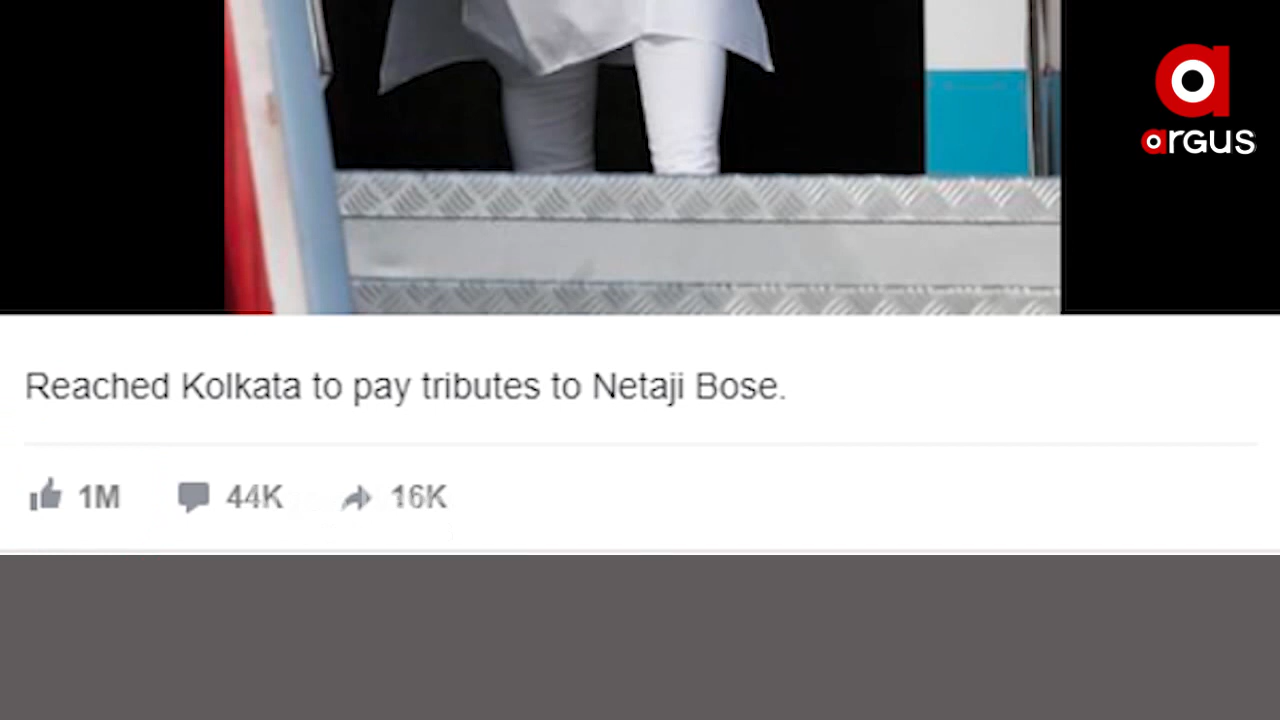 a
argus
Reached Kolkata to pay tributes to Netaji Bose.
1M 44K 16K